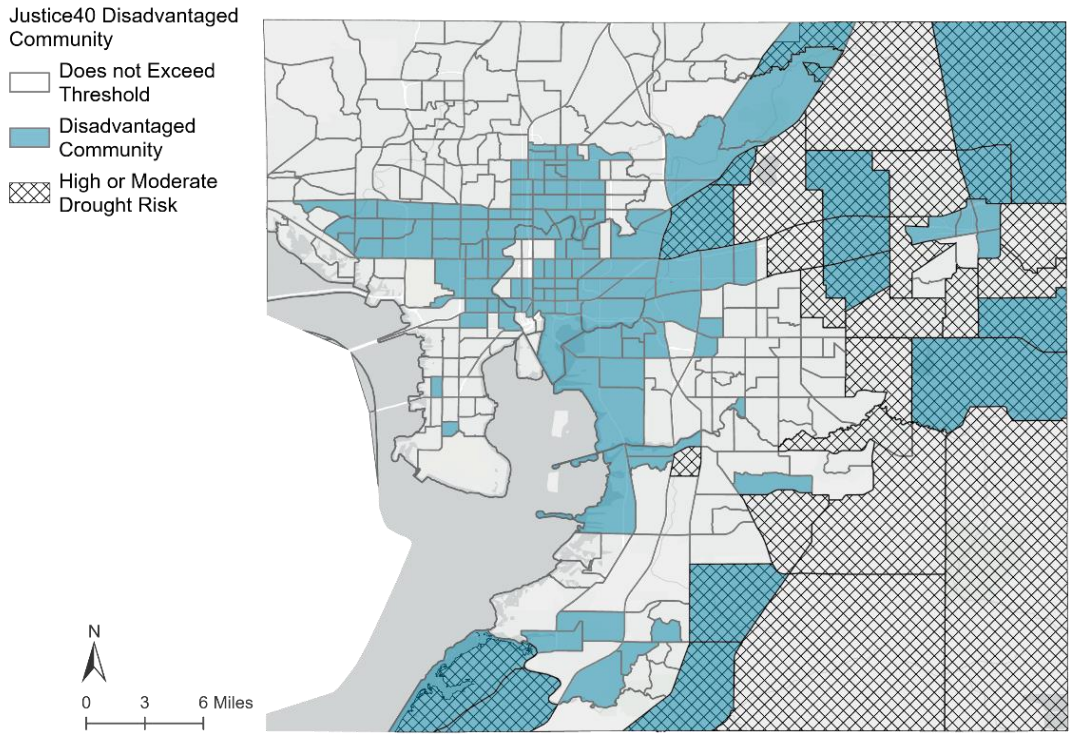 Justice40 Disadvantaged
Community
Does not Exceed
Threshold
Disadvantaged
Community
High or Moderate
Drought Risk
N
0 3 6 Miles